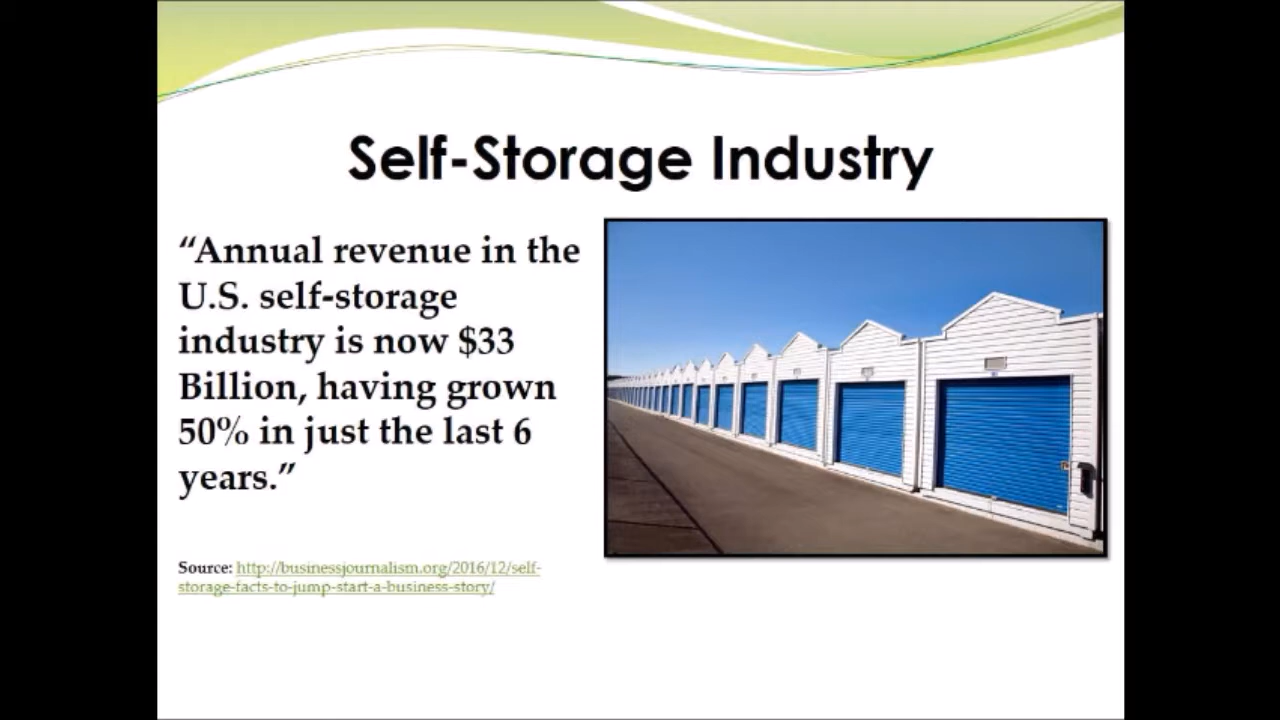 Self-Storage Industry
“Annual revenue in the
U.S. self-storage
industry is now $33
Billion, having grown
50% in just the last 6
years.”
Source: http://businessjournalism.org/2016/12/self-
storage-facts-to-jump-start-a-business-story/